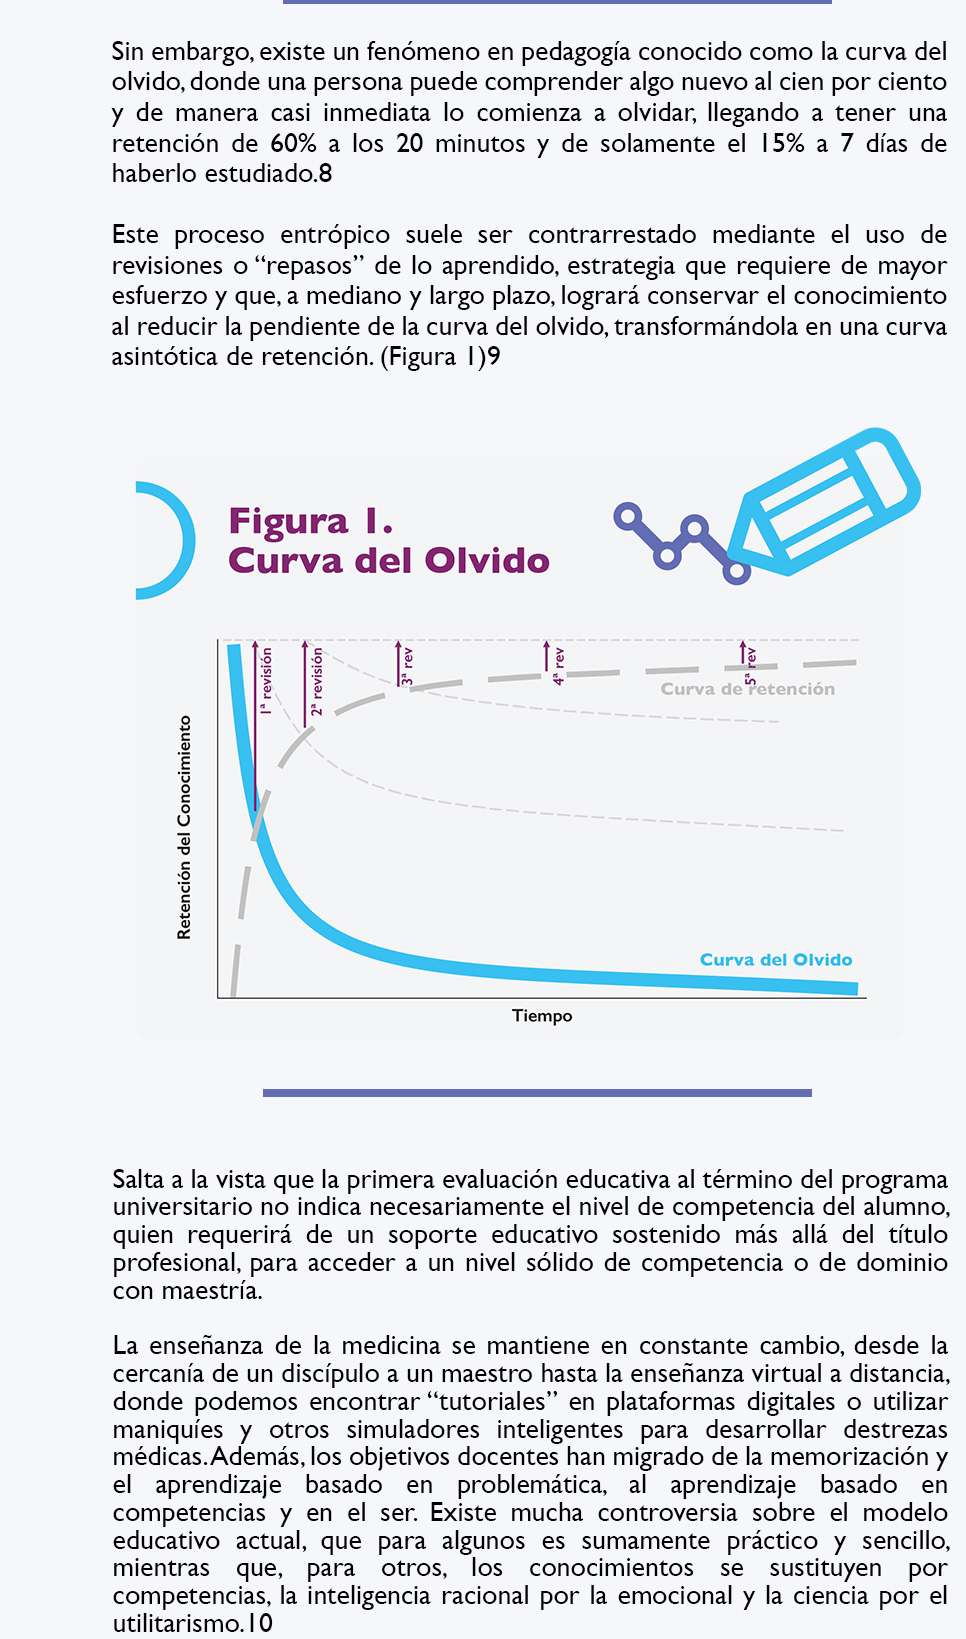 Sin embargo, existe un fenómeno en pedagogía conocido como la curva del
olvido, donde una persona puede comprender algo nuevo al cien por ciento
y de manera casi inmediata lo comienza a olvidar, llegando a tener una
retención de 60% a los 20 minutos y de solamente el 15% a 7 días de
haberlo estudiado.8
Este proceso entrópico suele ser contrarrestado mediante el uso de
revisiones o “repasos” de lo aprendido, estrategia que requiere de mayor
esfuerzo y que, a mediano y largo plazo, logrará conservar el conocimiento
al reducir la pendiente de la curva del olvido, transformándola en una curva
asintótica de retención. (Figura 1)9
Figura 1.
Curva del Olvido
1ª revisión
2ª revisión
3ª rev
4ª rev
5ª rev
Curva de retención
Retención del Conocimiento
Curva del Olvido
Tiempo
Salta a la vista que la primera evaluación educativa al término del programa
universitario no indica necesariamente el nivel de competencia del alumno,
quien requerirá de un soporte educativo sostenido más allá del título
profesional, para acceder a un nivel sólido de competencia o de dominio
con maestría.
La enseñanza de la medicina se mantiene en constante cambio, desde la
cercanía de un discípulo a un maestro hasta la enseñanza virtual a distancia,
donde podemos encontrar “tutoriales” en plataformas digitales o utilizar
maniquíes y otros simuladores inteligentes para desarrollar destrezas
médicas. Además, los objetivos docentes han migrado de la memorización y
el aprendizaje basado en problemática, al aprendizaje basado en
competencias y en el ser. Existe mucha controversia sobre el modelo
educativo actual, que para algunos es sumamente práctico y sencillo,
mientras que, para otros, los conocimientos se sustituyen por
competencias, la inteligencia racional por la emocional y la ciencia por el
utilitarismo.10